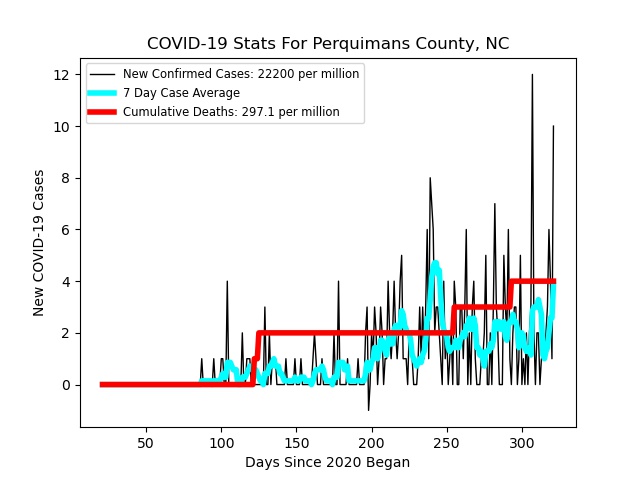 COVID-19 Stats For Perquimans County, NC
New Confirmed Cases: 22200 per million
7 Day Case Average
Cumulative Deaths: 297.1 per million
New COVID-19 Cases
12
10
8
6
4
2
0
50 100 150 200 250 300
Days Since 2020 Began